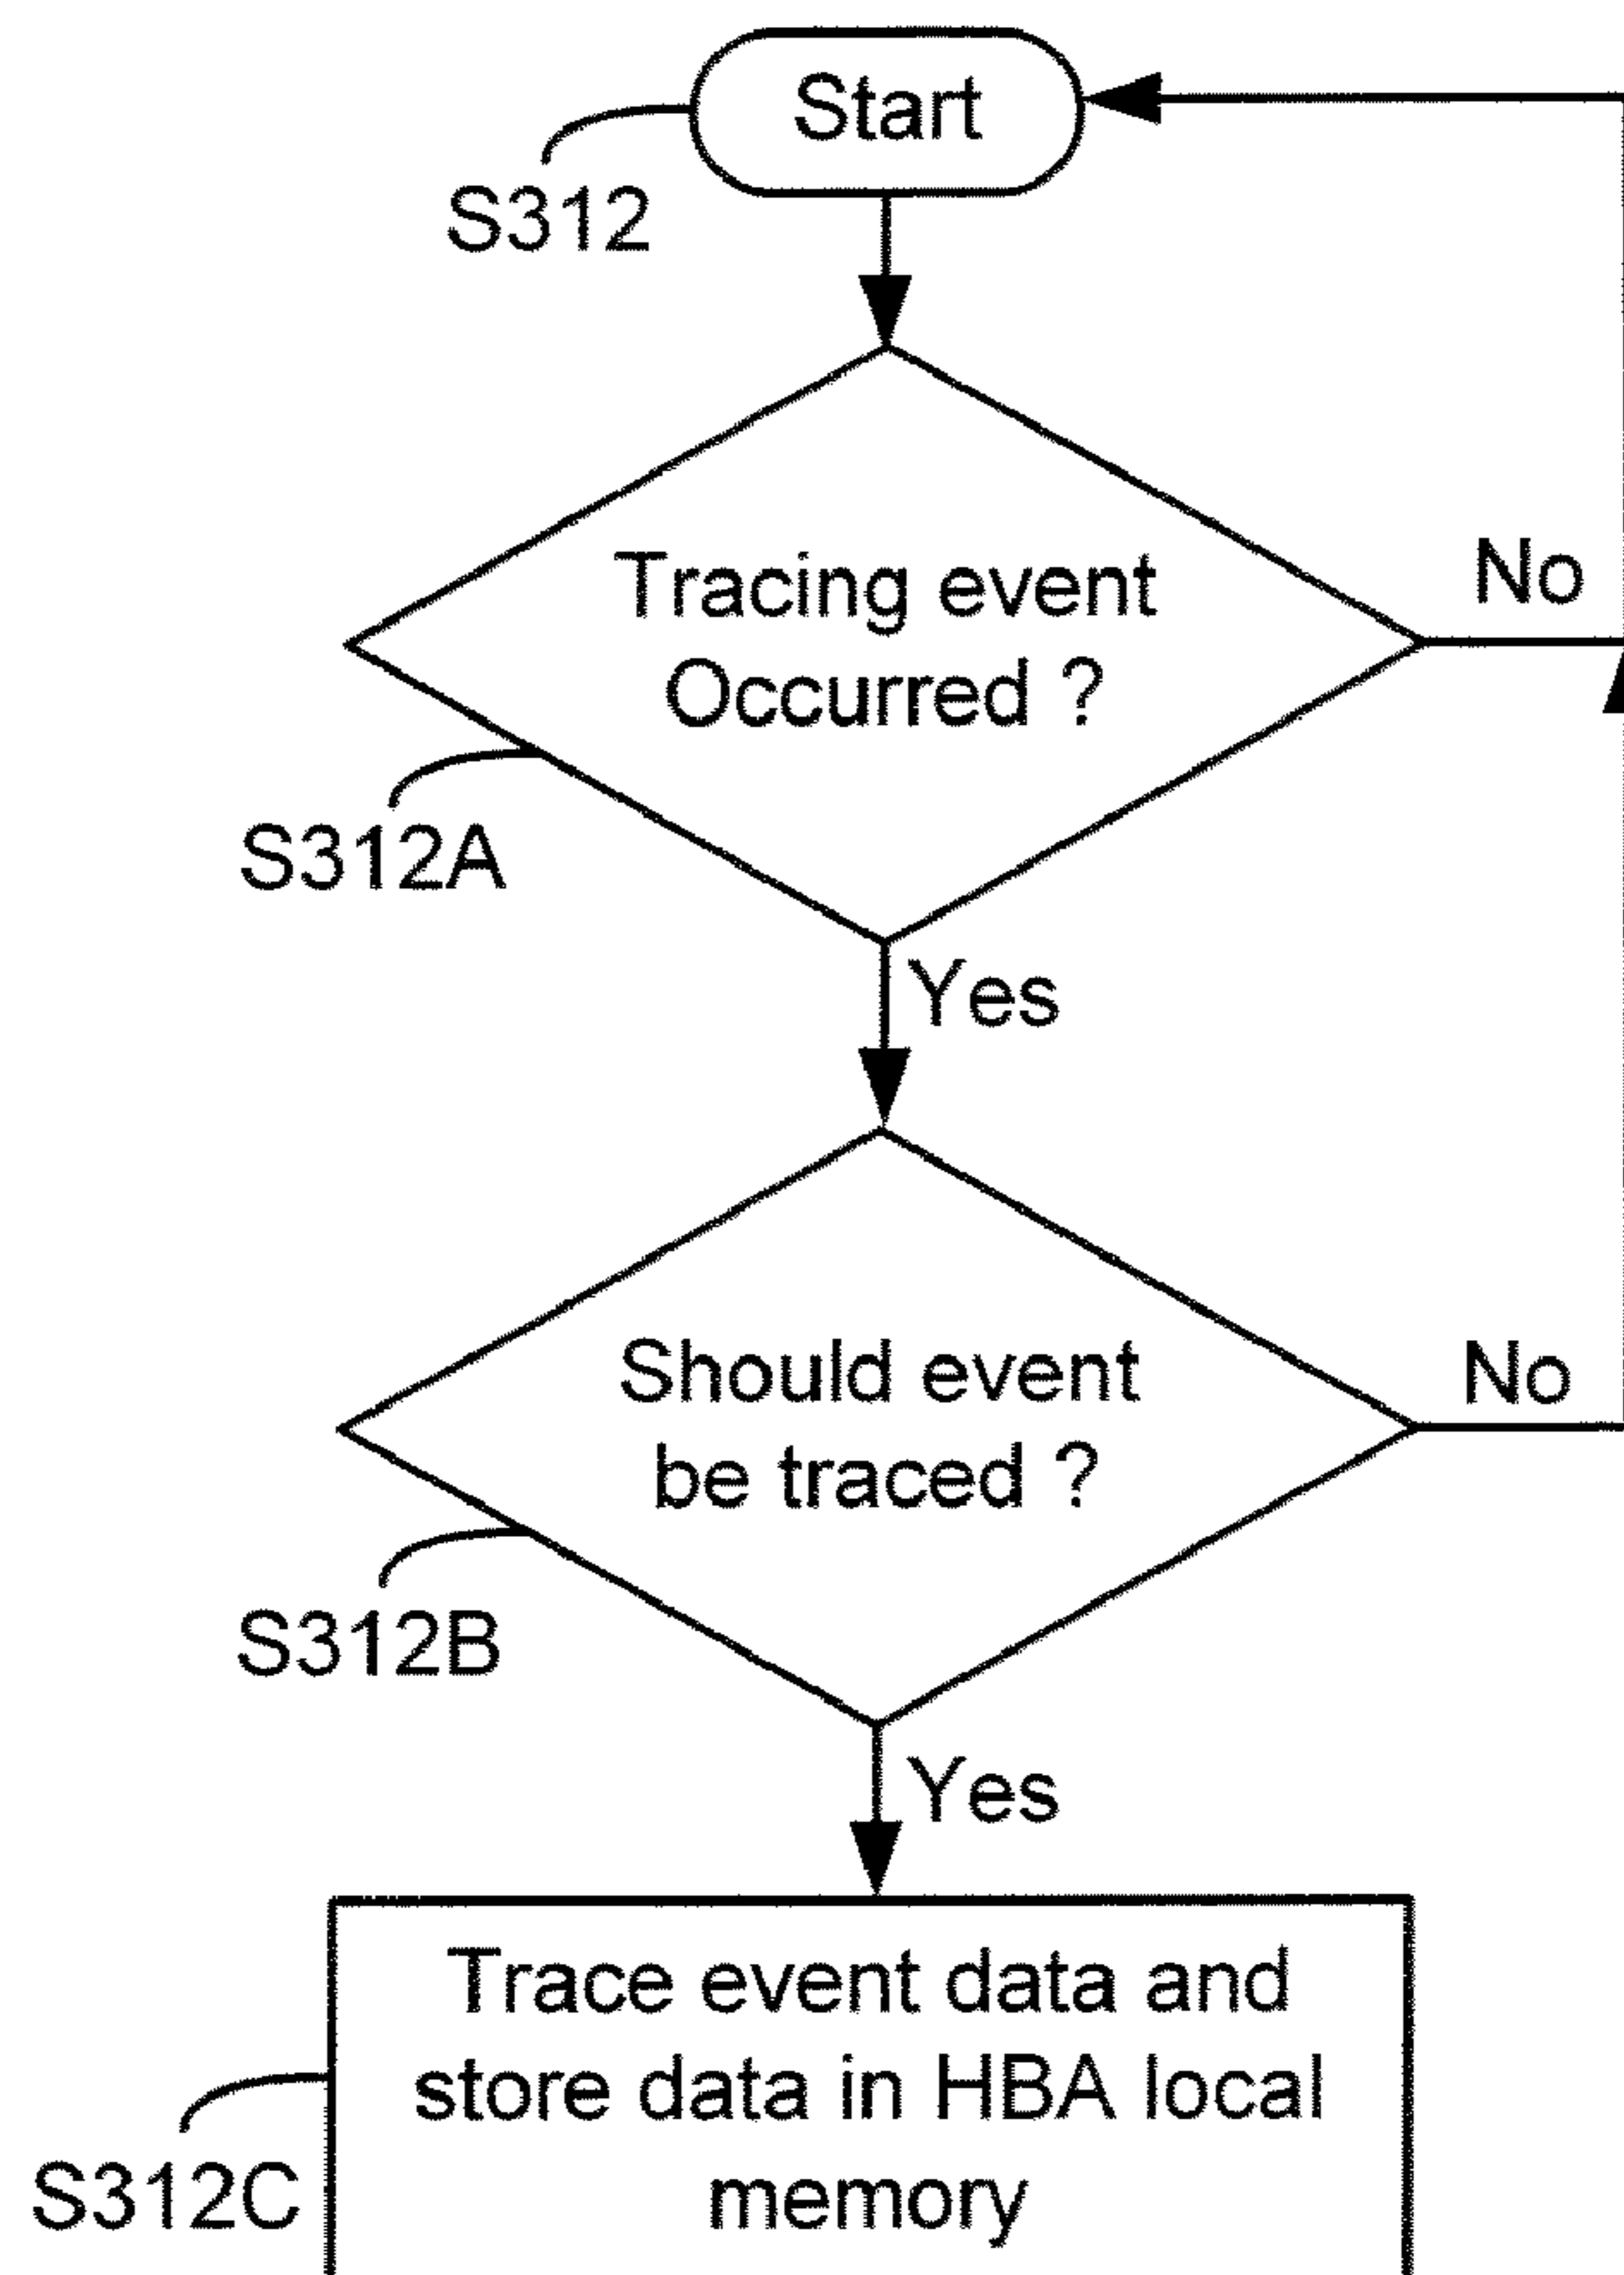 Start
S312
Tracing event
Occurred ?
No
S312A
Yes
Should event
be traced ?
No
S312B
Yes
Trace event data and
store data in HBA local
memory
S312C